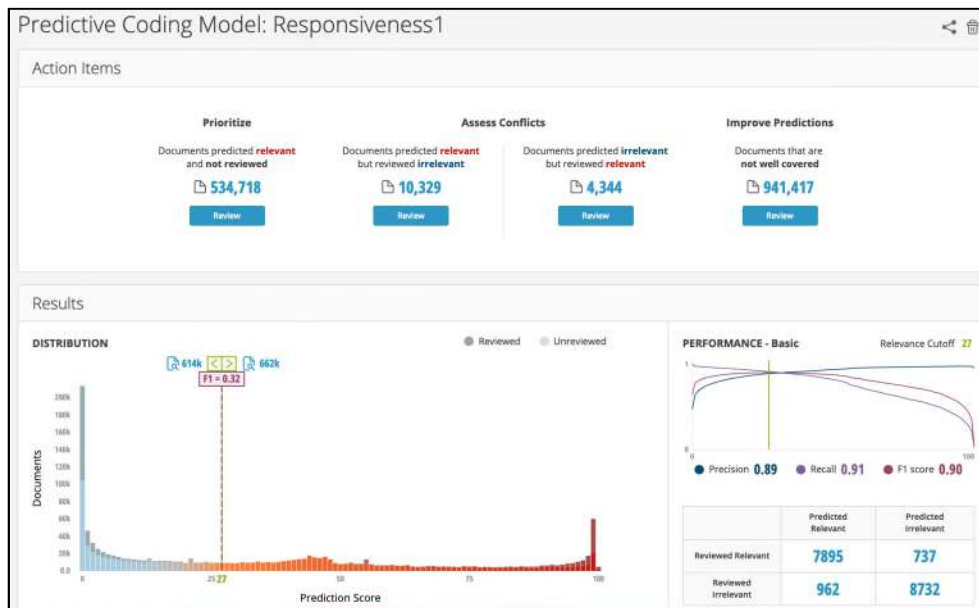 Predictive Coding Model: Responsiveness1
Action Items
Prioritize
Documents predicted relevant
and not reviewed
534,718
Review
Assess Conflicts
Documents predicted relevant
but reviewed irrelevant
10,329
Review
Documents predicted irrelevant
but reviewed relevant
4,344
Review
Improve Predictions
Documents that are
not well covered
941,417
Review
Results
DISTRIBUTION
Reviewed Unreviewed
614k < > 662k
F1 = 0.32
Documents
200k
180k
160k
140k
120k
100k
80k
60k
40k
20k
0.0
0 25 27 50 75 100
Prediction Score
PERFORMANCE - Basic Relevance Cutoff 27
1
0
0 100
Precision 0.89 Recall 0.91 F1 score 0.90
Predicted Relevant Predicted Irrelevant
Reviewed Relevant 7895 737
Reviewed Irrelevant 962 8732